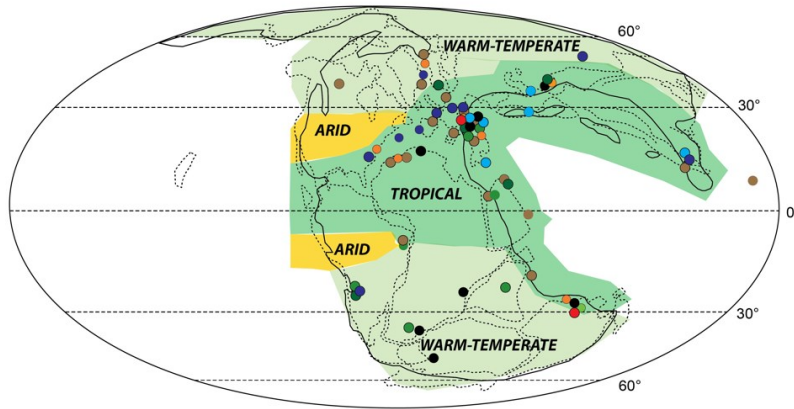 60°
WARM-TEMPERATE
30°
ARID
TROPICAL
0
ARID
30°
WARM-TEMPERATE
60°